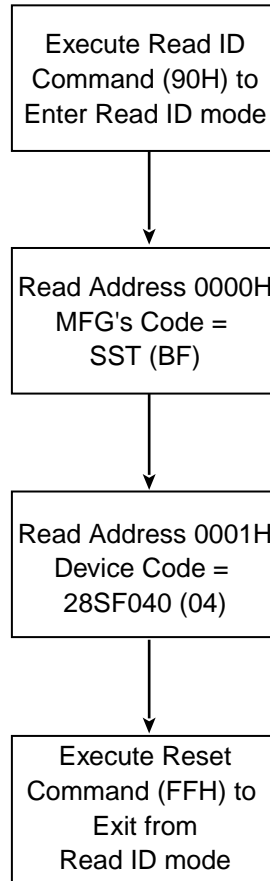 Execute Read ID
Command (90H) to
Enter Read ID mode
Read Address 0000H
MFG's Code =
SST (BF)
Read Address 0001H
Device Code =
28SF040 (04)
Execute Reset
Command (FFH) to
Exit from
Read ID mode